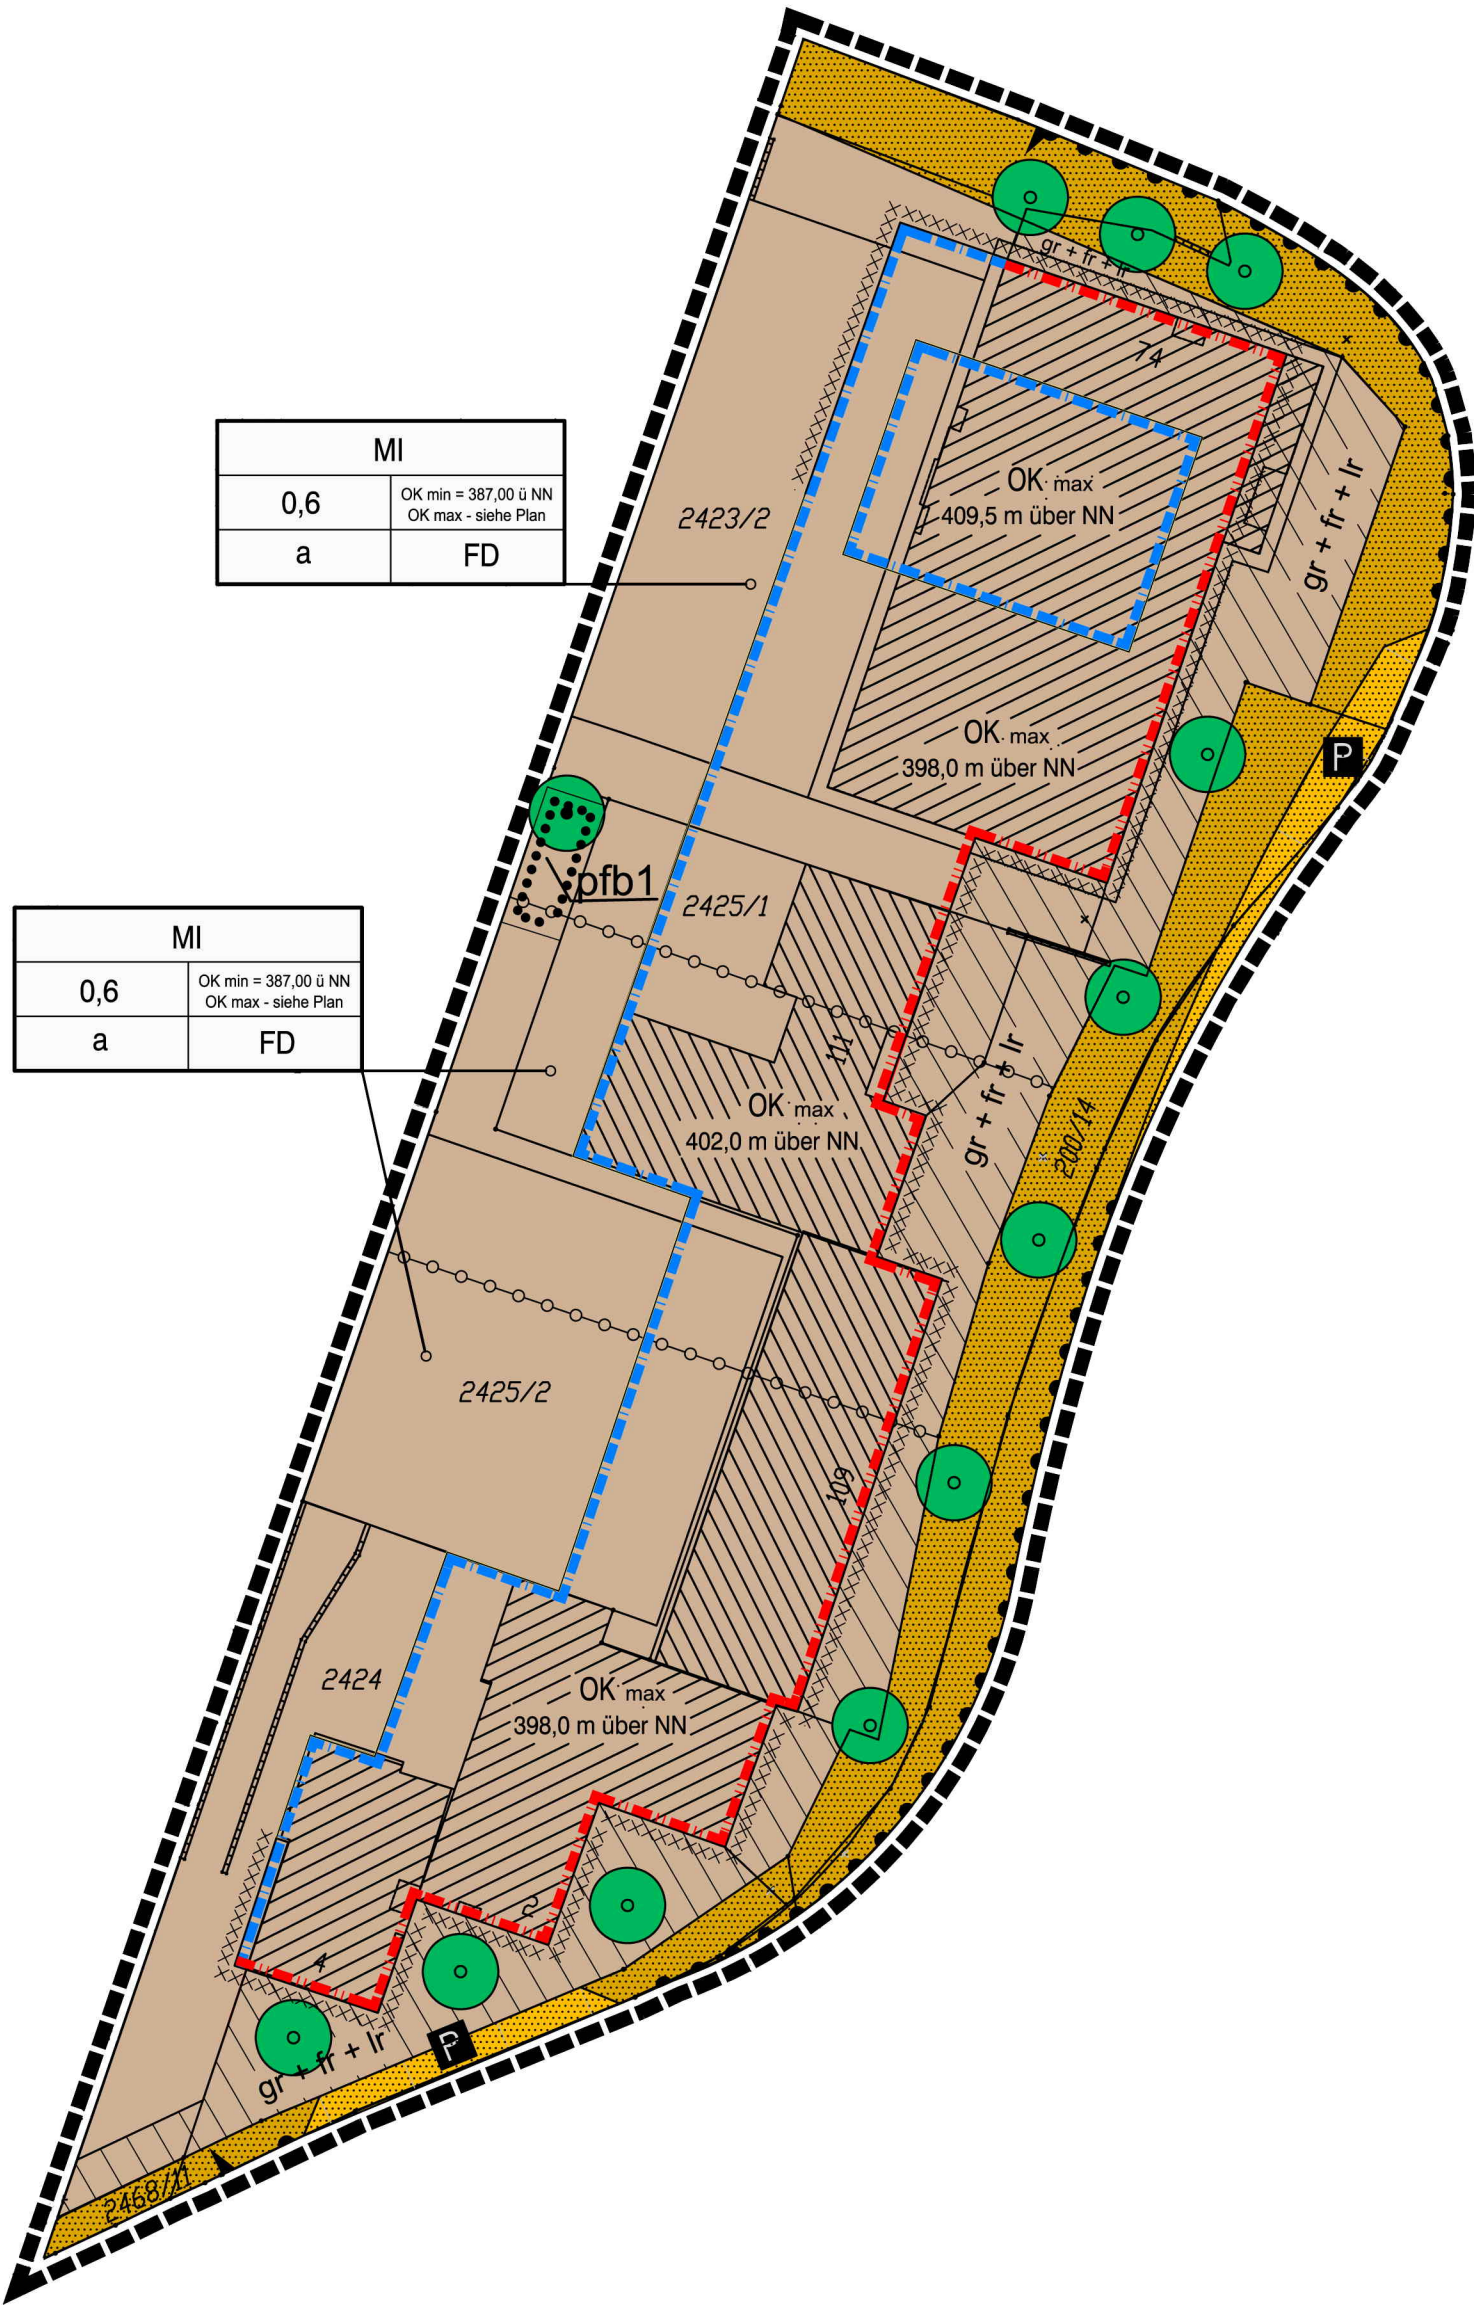 gr + fr + lr
74
MI
0,6
OK min = 387,00 ü NN
OK max - siehe Plan
a
FD
2423/2
OK max
409,5 m über NN
gr + fr + lr
OK max
398,0 m über NN
P
pfb1
2425/1
MI
0,6
OK min = 387,00 ü NN
OK max - siehe Plan
a
FD
111
gr + fr + lr
OK max
402,0 m über NN
200/14
2425/2
109
2424
OK max
398,0 m über NN
2
4
P
gr + fr + lr
2468/11